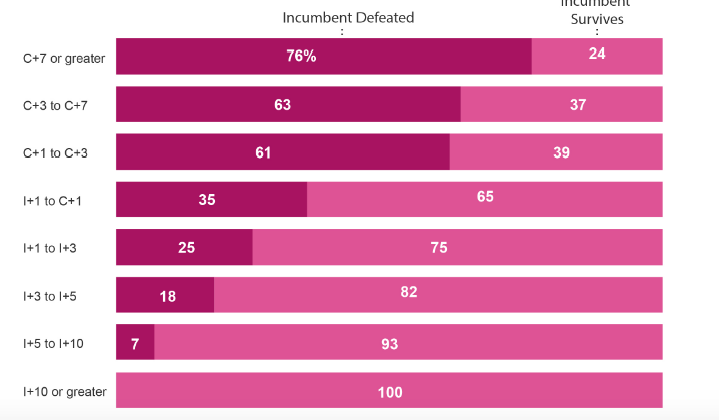 Incumbent Defeated
Incumbent
Survives
C+7 or greater 76% 24
C+3 to C+7 63 37
C+1 to C+3 61 39
I+1 to C+1 35 65
I+1 to I+3 25 75
I+3 to I+5 18 82
I+5 to I+10 7 93
I+10 or greater 100